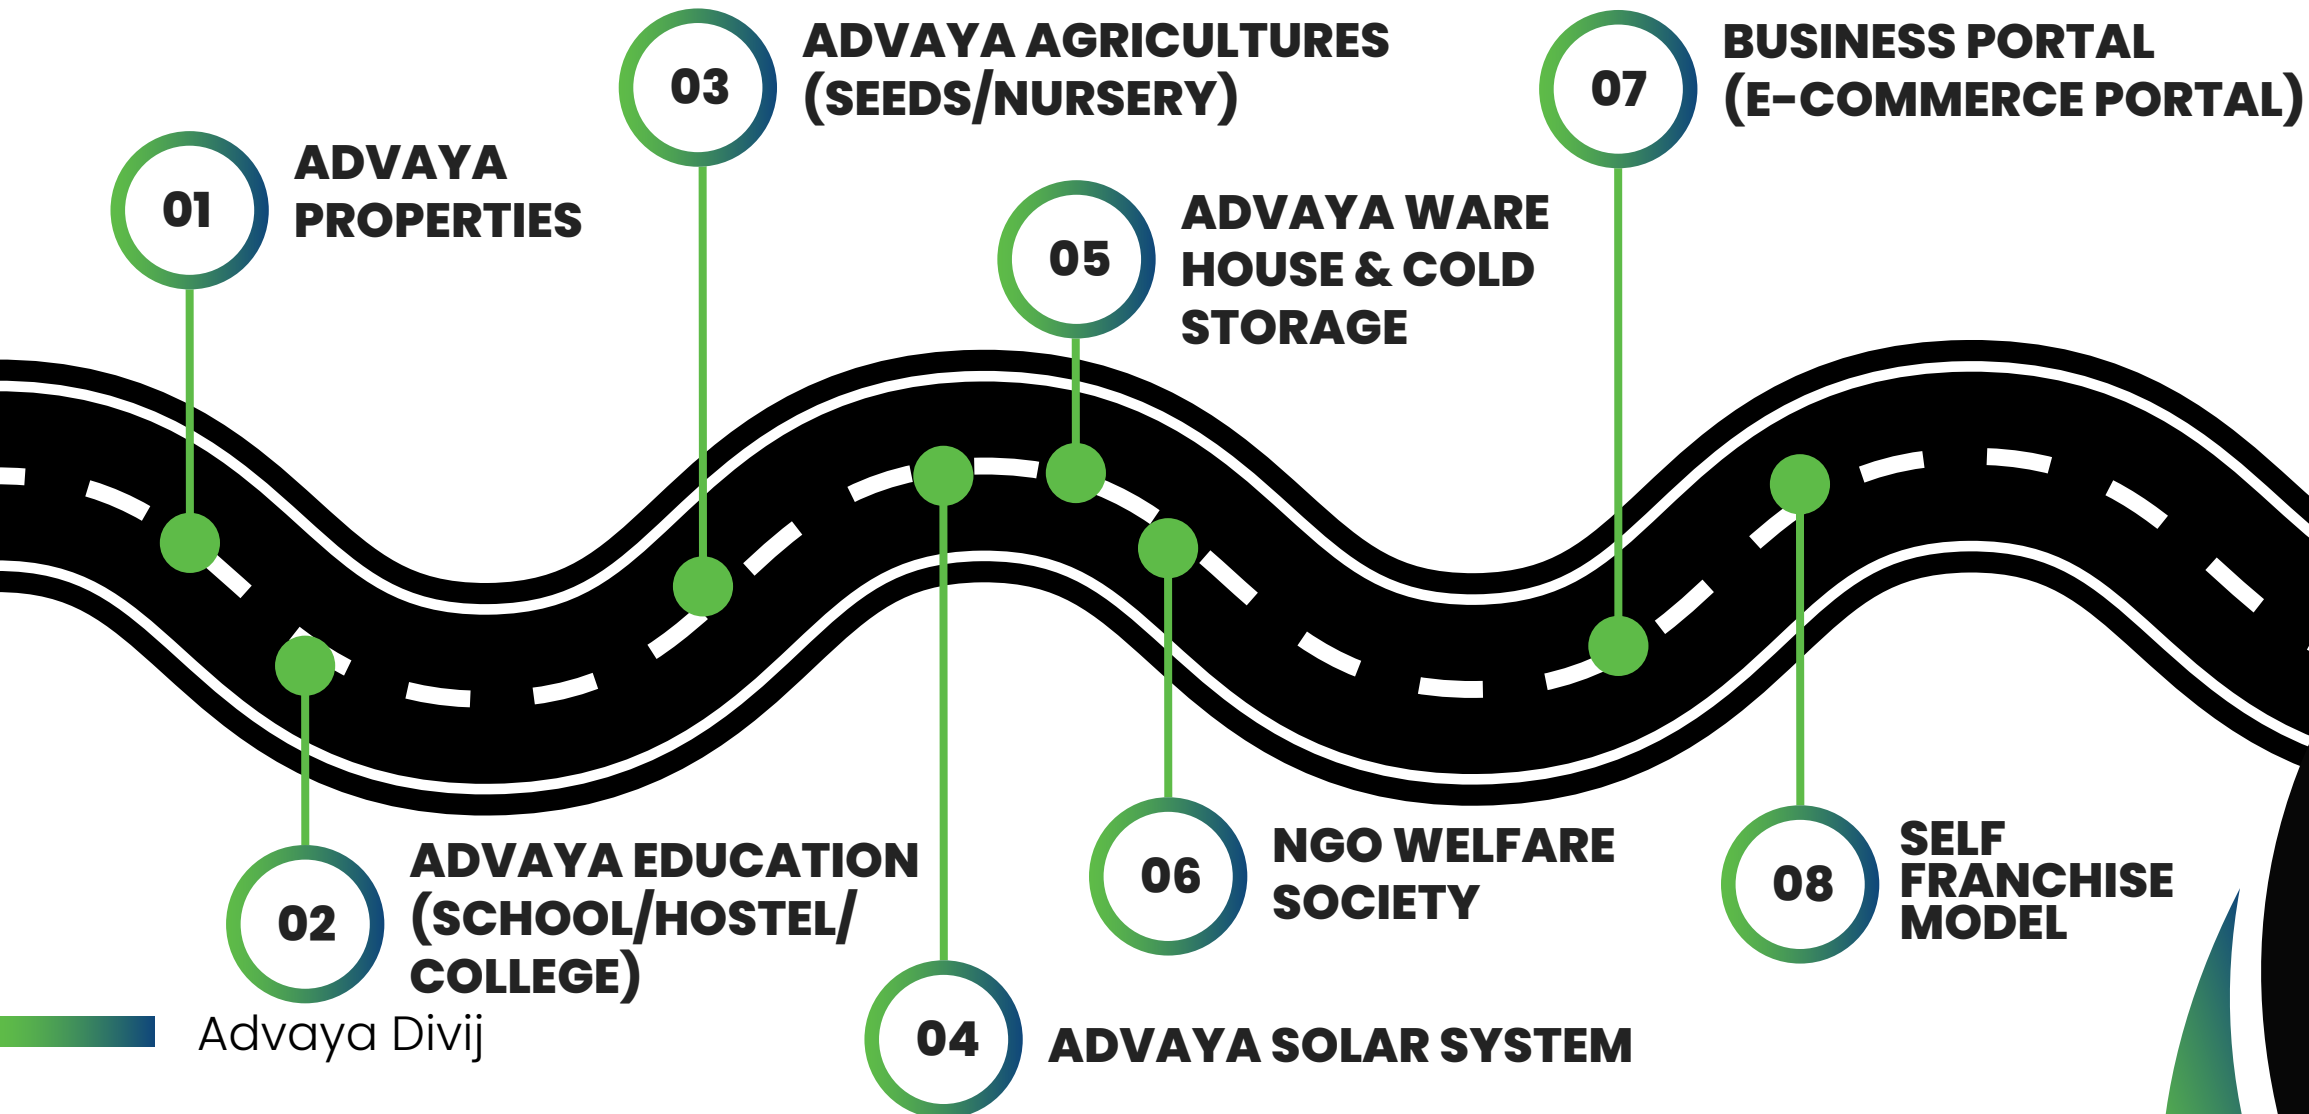 01
ADVAYA
PROPERTIES
02
ADVAYA EDUCATION
(SCHOOL/HOSTEL/
COLLEGE)
03
ADVAYA AGRICULTURES
(SEEDS/NURSERY)
04
ADVAYA SOLAR SYSTEM
05
ADVAYA WARE
HOUSE & COLD
STORAGE
06
NGO WELFARE
SOCIETY
07
BUSINESS PORTAL
(E-COMMERCE PORTAL)
08
SELF
FRANCHISE
MODEL
Advaya Divij